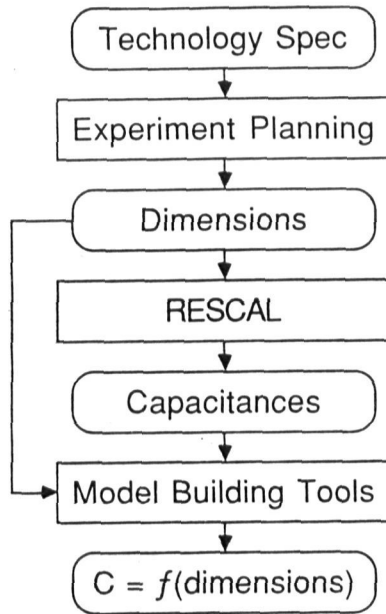 Technology Spec
Experiment Planning
Dimensions
RESCAL
Capacitances
Model Building Tools
C = f(dimensions)